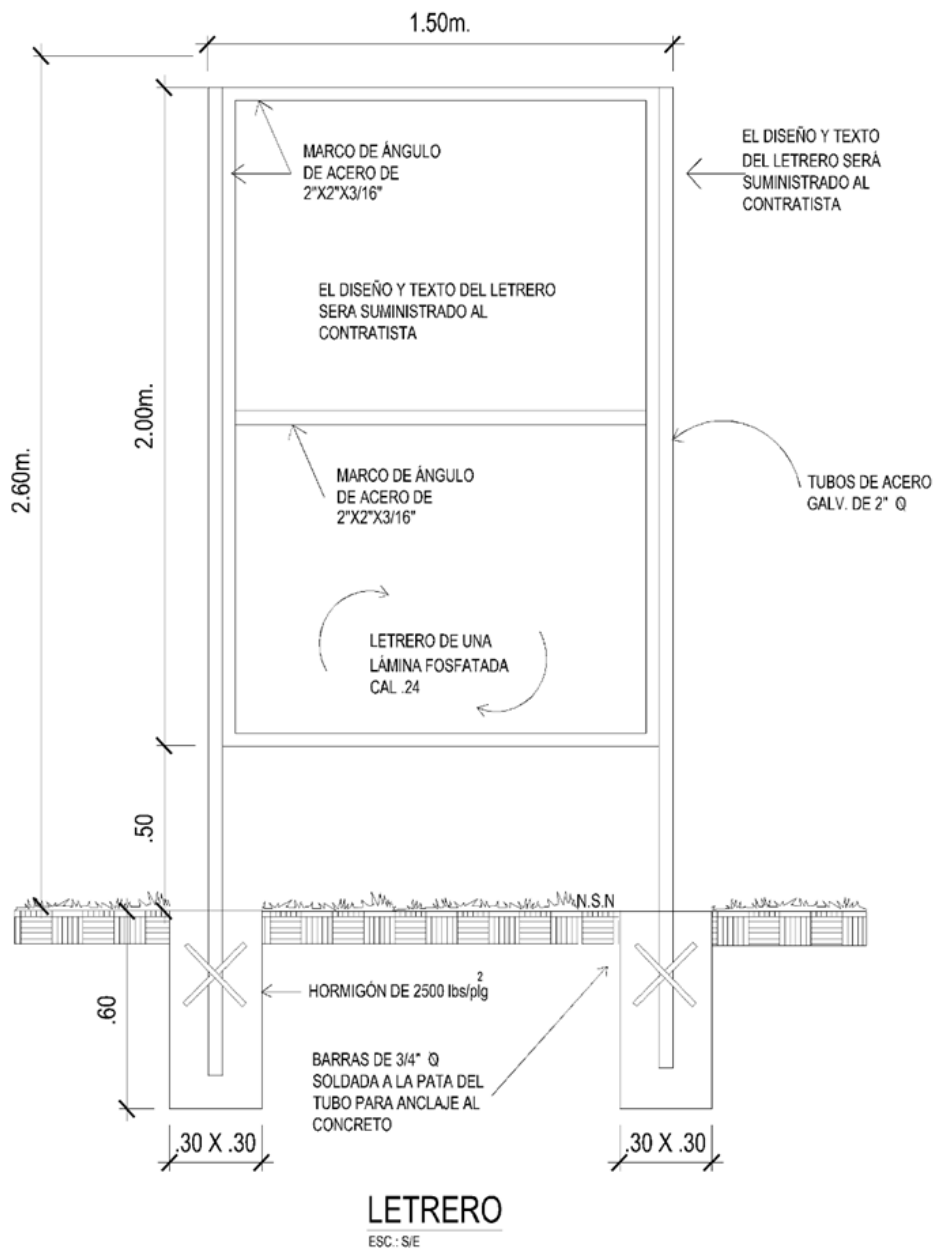 1.50m.
MARCO DE ÁNGULO
DE ACERO DE
2"X2"X3/16"
EL DISEÑO Y TEXTO
DEL LETRERO SERÁ
SUMINISTRADO AL
CONTRATISTA
EL DISEÑO Y TEXTO DEL LETRERO
SERA SUMINISTRADO AL
CONTRATISTA
2.00m.
2.60m.
MARCO DE ÁNGULO
DE ACERO DE
2"X2"X3/16"
TUBOS DE ACERO
GALV. DE 2" Q
LETRERO DE UNA
LÁMINA FOSFATADA
CAL .24
.50
N.S.N
.60
HORMIGÓN DE 2500 lbs/plg²
BARRAS DE 3/4" Q
SOLDADA A LA PATA DEL
TUBO PARA ANCLAJE AL
CONCRETO
.30 X .30
.30 X .30
LETRERO
ESC.: S/E